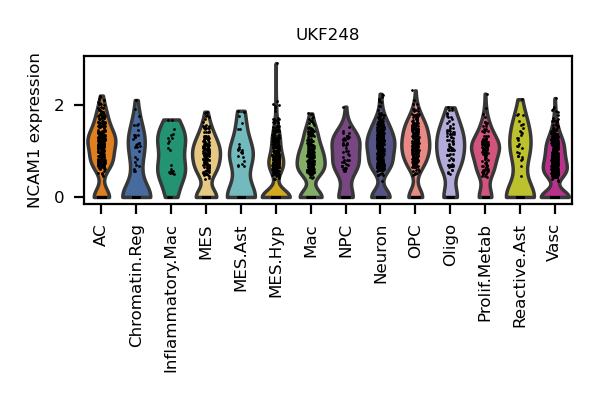 UKF248
NCAM1 expression
2
0
AC
Chromatin.Reg
Inflammatory.Mac
MES
MES.Ast
MES.Hyp
Mac
NPC
Neuron
OPC
Oligo
Prolif.Metab
Reactive.Ast
Vasc